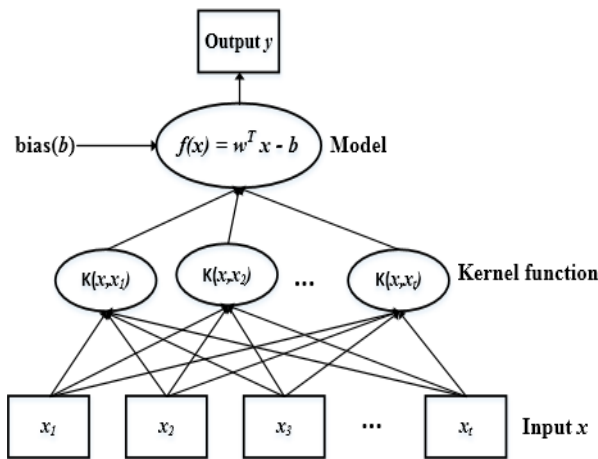 Output y
bias(b)
f(x) = w^T x - b
Model
K(x,x₁)
K(x,x₂)
...
K(x,xₜ)
Kernel function
x₁
x₂
x₃
...
xₜ
Input x